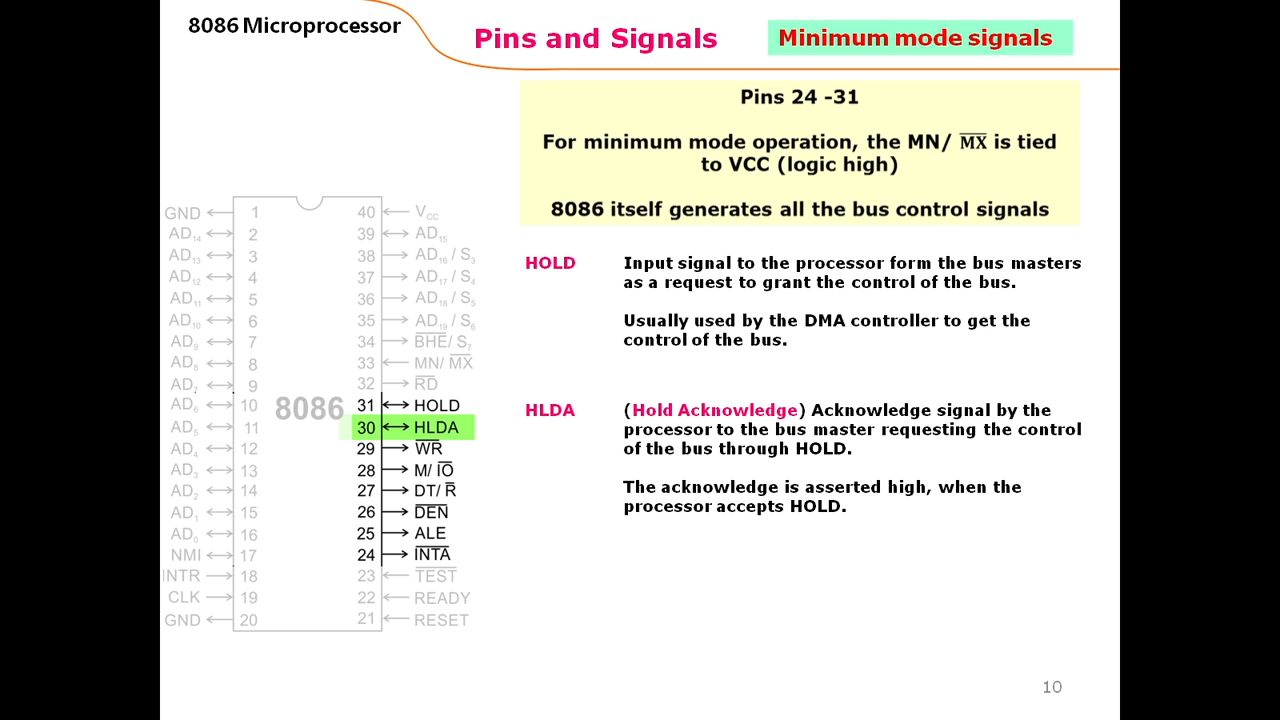 8086 Microprocessor
Pins and Signals
Minimum mode signals
Pins 24 -31
For minimum mode operation, the MN/ M̅X̅ is tied
to VCC (logic high)
8086 itself generates all the bus control signals
HOLD
Input signal to the processor form the bus masters
as a request to grant the control of the bus.
Usually used by the DMA controller to get the
control of the bus.
HLDA
(Hold Acknowledge) Acknowledge signal by the
processor to the bus master requesting the control
of the bus through HOLD.
The acknowledge is asserted high, when the
processor accepts HOLD.
GND 1 40 VCC
AD14 2 39 AD15
AD13 3 38 AD16 / S3
AD12 4 37 AD17 / S4
AD11 5 36 AD18 / S5
AD10 6 35 AD19 / S6
AD9 7 34 B̅H̅E̅/ S7
AD8 8 33 MN/ M̅X̅
AD7 9 32 R̅D̅
AD6 10 8086 31 HOLD
AD5 11 30 HLDA
AD4 12 29 W̅R̅
AD3 13 28 M/ I̅O̅
AD2 14 27 DT/ R̅
AD1 15 26 D̅E̅N̅
AD0 16 25 ALE
NMI 17 24 I̅N̅T̅A̅
INTR 18 23 T̅E̅S̅T̅
CLK 19 22 READY
GND 20 21 RESET
10